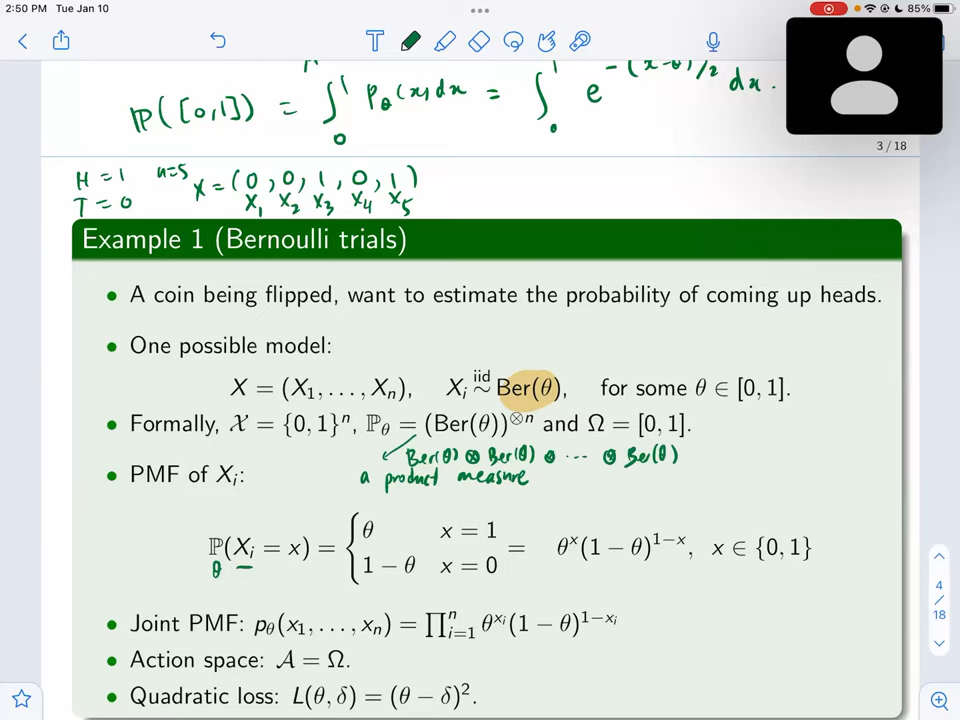 2:50 PM Tue Jan 10
85%
ℙ([0,1]) = ∫₀¹ p_θ(x)dx = ∫₀¹ e^{-(x-θ)/2} dx.
3 / 18
H = 1 n=5 X = (0, 0, 1, 0, 1)
T = 0 X₁ X₂ X₃ X₄ X₅
Example 1 (Bernoulli trials)
• A coin being flipped, want to estimate the probability of coming up heads.
• One possible model:
X = (X₁, . . . , Xₙ), Xᵢ ~^{iid} Ber(θ), for some θ ∈ [0, 1].
• Formally, 𝒳 = {0, 1}ⁿ, ℙ_θ = (Ber(θ))^{⊗n} and Ω = [0, 1].
Ber(θ) ⊗ Ber(θ) ⊗ ... ⊗ Ber(θ)
• PMF of Xᵢ:
a product measure
ℙ(Xᵢ = x) = { θ x = 1; 1 − θ x = 0 = θˣ(1 − θ)^{1−x}, x ∈ {0, 1}
θ
• Joint PMF: p_θ(x₁, . . . , xₙ) = ∏ᵢ₌₁ⁿ θ^{xᵢ}(1 − θ)^{1−xᵢ}
• Action space: 𝒜 = Ω.
• Quadratic loss: L(θ, δ) = (θ − δ)².
4
/
18